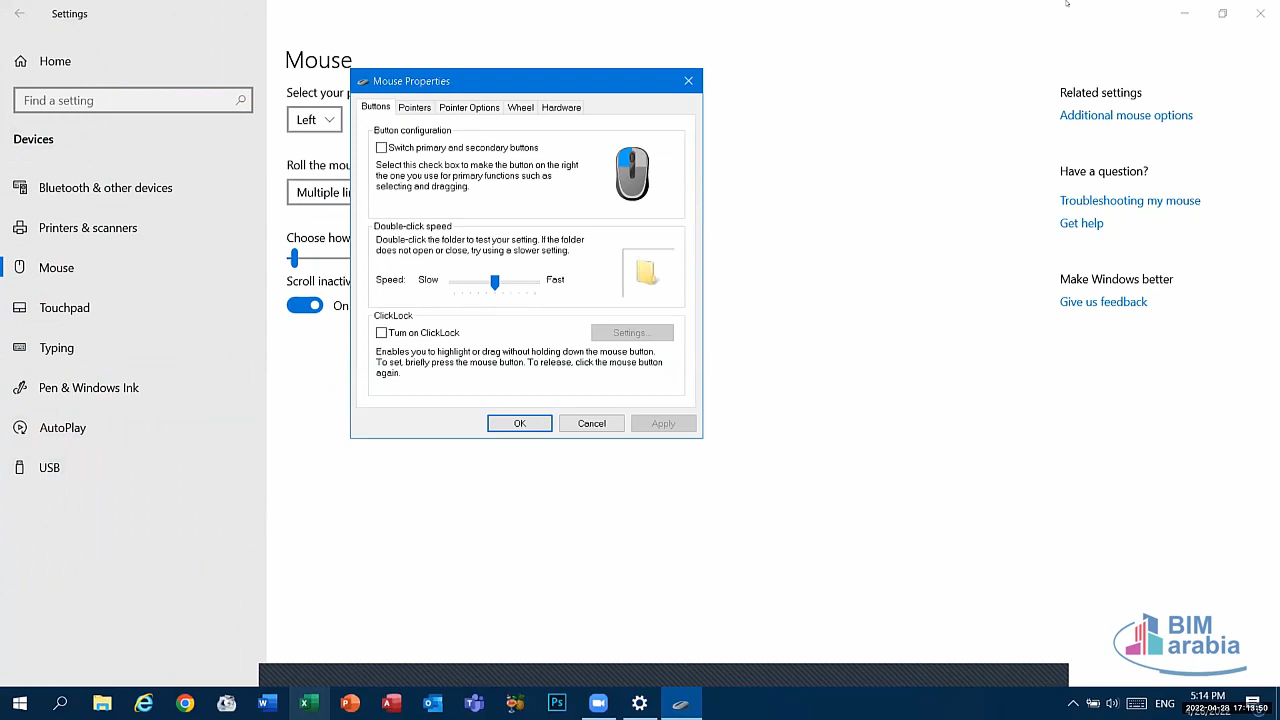 Settings
Home
Find a setting
Devices
Bluetooth & other devices
Printers & scanners
Mouse
Touchpad
Typing
Pen & Windows Ink
AutoPlay
USB
Mouse
Select your
Left
Roll the mou
Multiple li
Choose how
Scroll inactiv
On
Mouse Properties
Buttons
Pointers
Pointer Options
Wheel
Hardware
Button configuration
Switch primary and secondary buttons
Select this check box to make the button on the right
the one you use for primary functions such as
selecting and dragging.
Double-click speed
Double-click the folder to test your setting. If the folder
does not open or close, try using a slower setting.
Speed: Slow Fast
ClickLock
Turn on ClickLock
Settings...
Enables you to highlight or drag without holding down the mouse button.
To set, briefly press the mouse button. To release, click the mouse button
again.
OK
Cancel
Apply
Related settings
Additional mouse options
Have a question?
Troubleshooting my mouse
Get help
Make Windows better
Give us feedback
BIM
arabia
ENG
5:14 PM
2022-04-28 17:13:50